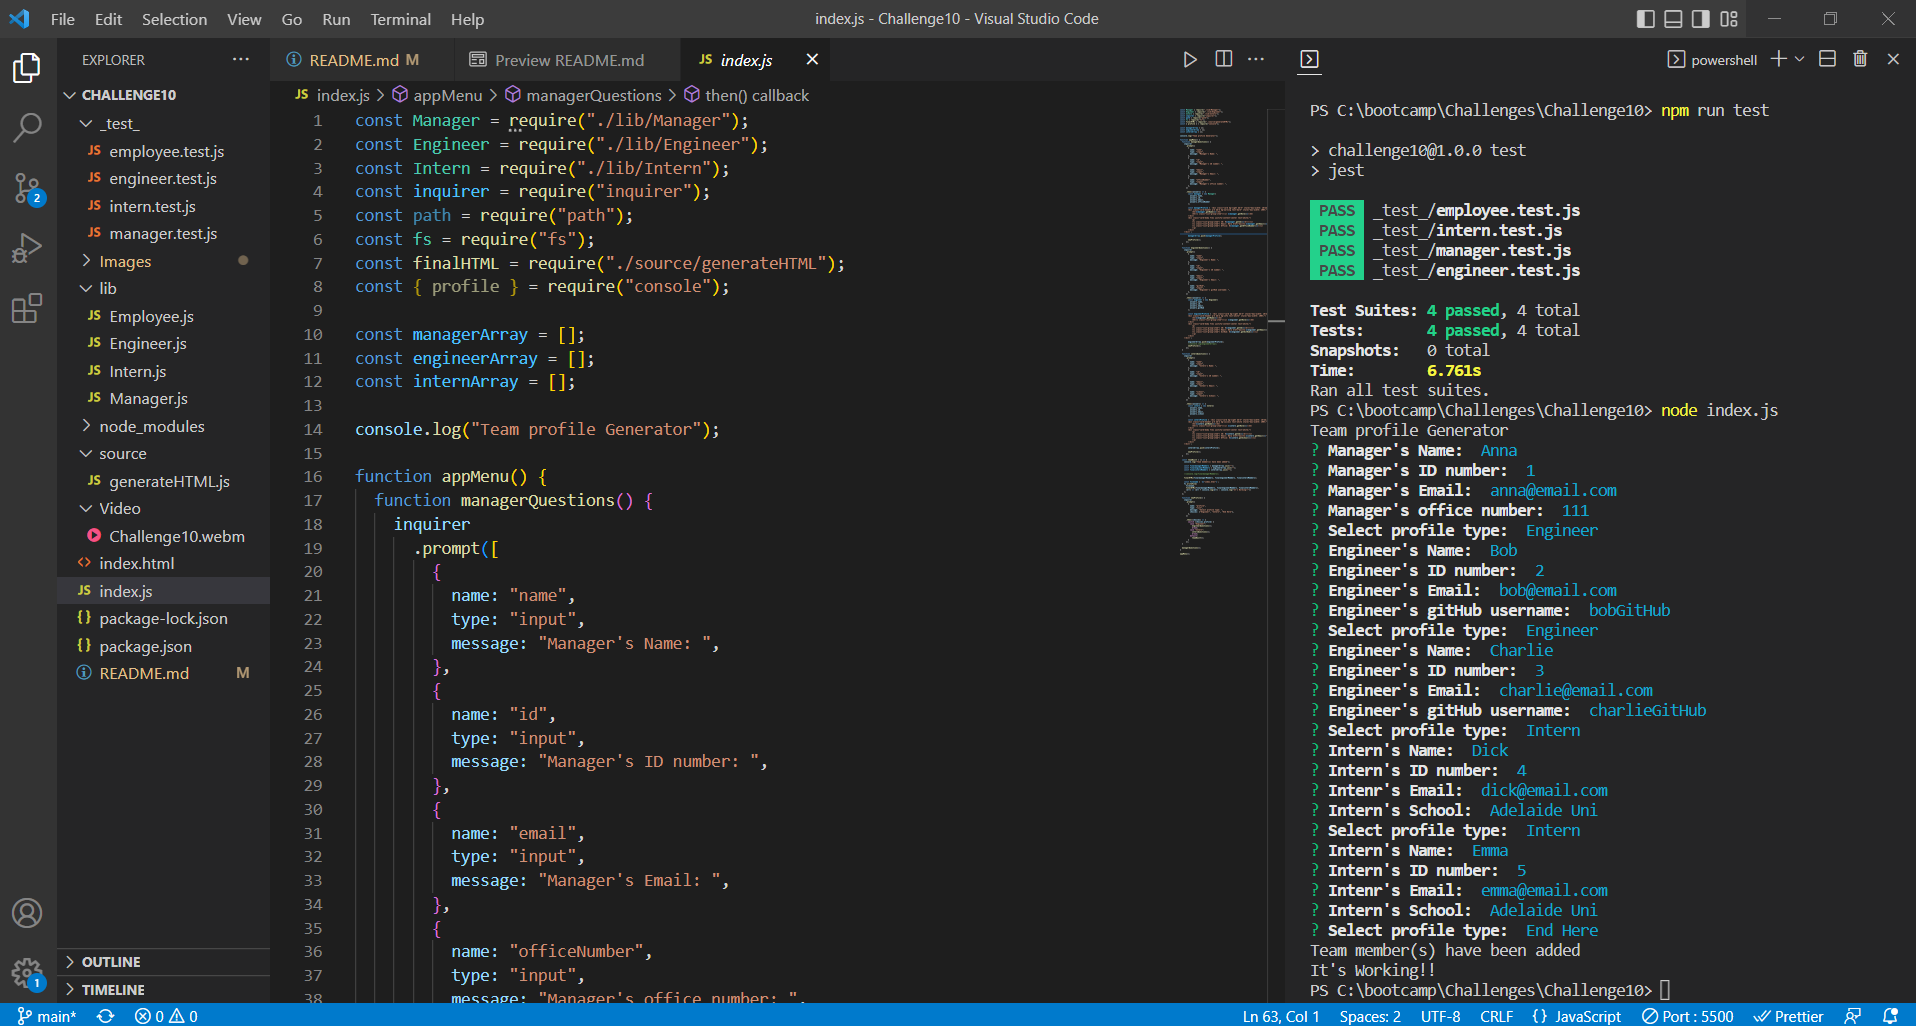 File Edit Selection View Go Run Terminal Help
index.js - Challenge10 - Visual Studio Code
EXPLORER
CHALLENGE10
_test_
JS employee.test.js
JS engineer.test.js
JS intern.test.js
JS manager.test.js
Images
lib
JS Employee.js
JS Engineer.js
JS Intern.js
JS Manager.js
node_modules
source
JS generateHTML.js
Video
Challenge10.webm
<> index.html
JS index.js
{} package-lock.json
{} package.json
README.md M
OUTLINE
TIMELINE
2
1
README.md M
Preview README.md
JS index.js
JS index.js > appMenu > managerQuestions > then() callback
1 const Manager = require("./lib/Manager");
2 const Engineer = require("./lib/Engineer");
3 const Intern = require("./lib/Intern");
4 const inquirer = require("inquirer");
5 const path = require("path");
6 const fs = require("fs");
7 const finalHTML = require("./source/generateHTML");
8 const { profile } = require("console");
9
10 const managerArray = [];
11 const engineerArray = [];
12 const internArray = [];
13
14 console.log("Team profile Generator");
15
16 function appMenu() {
17 function managerQuestions() {
18 inquirer
19 .prompt([
20 {
21 name: "name",
22 type: "input",
23 message: "Manager's Name: ",
24 },
25 {
26 name: "id",
27 type: "input",
28 message: "Manager's ID number: ",
29 },
30 {
31 name: "email",
32 type: "input",
33 message: "Manager's Email: ",
34 },
35 {
36 name: "officeNumber",
37 type: "input",
38 message: "Manager's office number: ",
powershell
PS C:\bootcamp\Challenges\Challenge10> npm run test
> challenge10@1.0.0 test
> jest
PASS _test_/employee.test.js
PASS _test_/intern.test.js
PASS _test_/manager.test.js
PASS _test_/engineer.test.js
Test Suites: 4 passed, 4 total
Tests: 4 passed, 4 total
Snapshots: 0 total
Time: 6.761s
Ran all test suites.
PS C:\bootcamp\Challenges\Challenge10> node index.js
Team profile Generator
? Manager's Name: Anna
? Manager's ID number: 1
? Manager's Email: anna@email.com
? Manager's office number: 111
? Select profile type: Engineer
? Engineer's Name: Bob
? Engineer's ID number: 2
? Engineer's Email: bob@email.com
? Engineer's gitHub username: bobGitHub
? Select profile type: Engineer
? Engineer's Name: Charlie
? Engineer's ID number: 3
? Engineer's Email: charlie@email.com
? Engineer's gitHub username: charlieGitHub
? Select profile type: Intern
? Intern's Name: Dick
? Intern's ID number: 4
? Intenr's Email: dick@email.com
? Intern's School: Adelaide Uni
? Select profile type: Intern
? Intern's Name: Emma
? Intern's ID number: 5
? Intenr's Email: emma@email.com
? Intern's School: Adelaide Uni
? Select profile type: End Here
Team member(s) have been added
It's Working!!
PS C:\bootcamp\Challenges\Challenge10>
main* 0 0
Ln 63, Col 1 Spaces: 2 UTF-8 CRLF {} JavaScript Port : 5500 Prettier